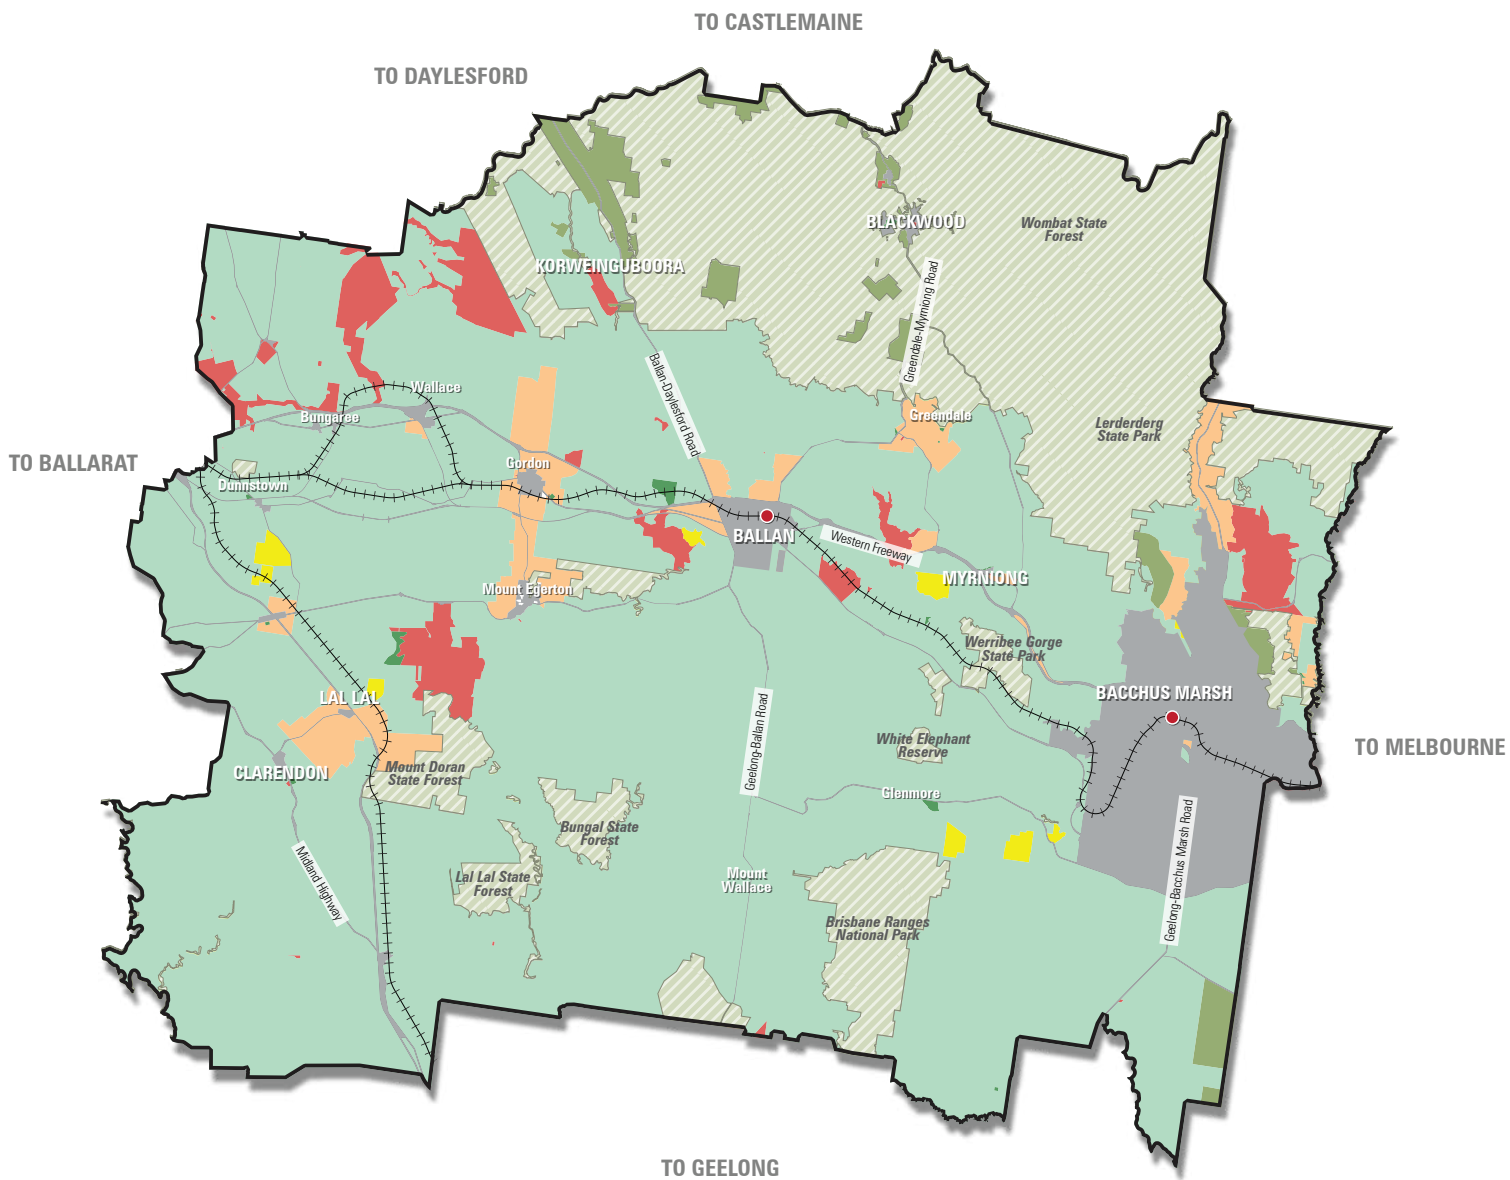 TO CASTLEMAINE
TO DAYLESFORD
BLACKWOOD
Wombat State
Forest
KORWEINGUBOORA
Greendale-Myrniong Road
Ballan-Daylesford Road
Wallace
Bungaree
Greendale
Lerderderg
State Park
TO BALLARAT
Gordon
Dunnstown
BALLAN
Western Freeway
MYRNIONG
Mount Egerton
Werribee Gorge
State Park
LAL LAL
BACCHUS MARSH
Geelong-Ballan Road
White Elephant
Reserve
TO MELBOURNE
CLARENDON
Mount Doran
State Forest
Glenmore
Bungal State
Forest
Geelong-Bacchus Marsh Road
Midland Highway
Lal Lal State
Forest
Mount
Wallace
Brisbane Ranges
National Park
TO GEELONG